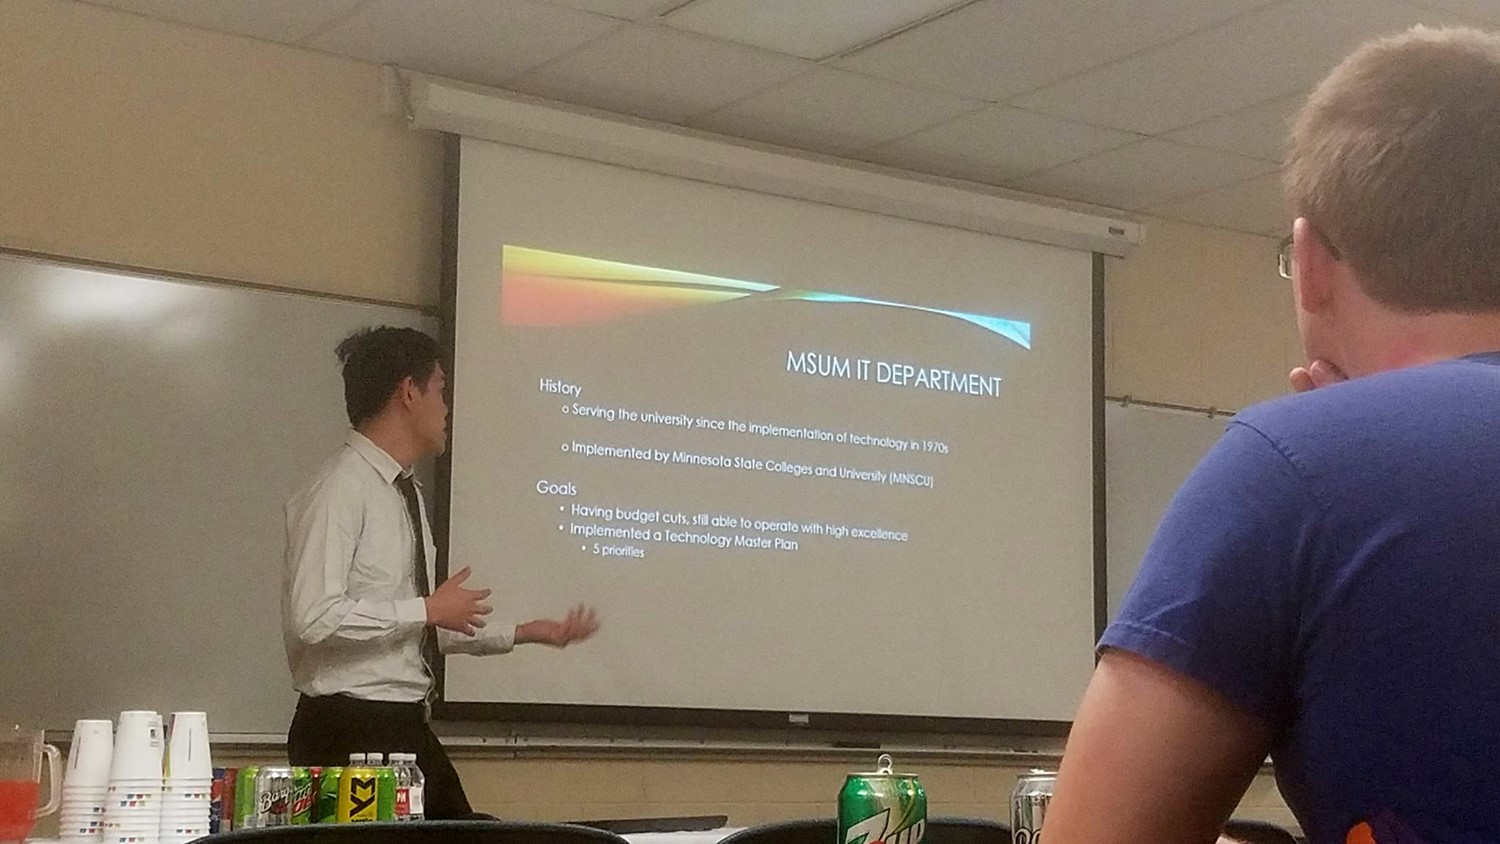 MSUM IT DEPARTMENT
History
Serving the university since the implementation of technology in 1970s
Implemented by Minnesota State Colleges and University (MNSCU)
Goals
Having budget cuts, still able to operate with high excellence
Implemented a Technology Master Plan
5 priorities
Barq's
YM
7UP